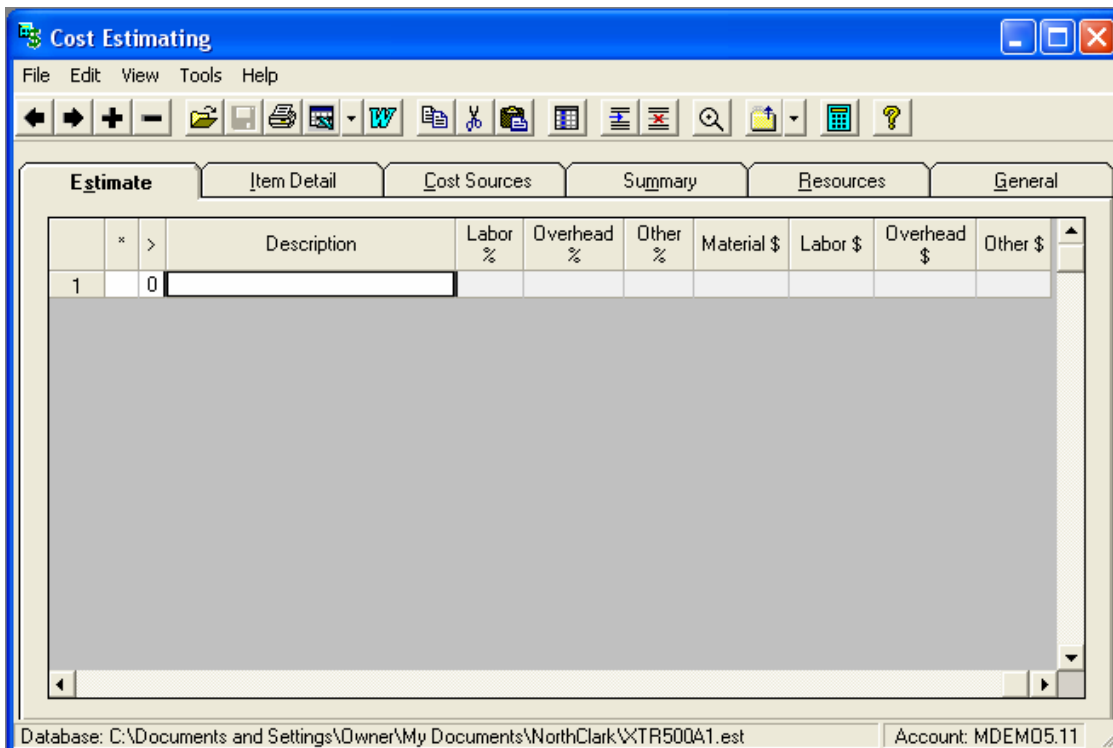 Cost Estimating
File Edit View Tools Help
W ?
Estimate Item Detail Cost Sources Summary Resources General
* > Description Labor % Overhead % Other % Material $ Labor $ Overhead $ Other $
1 0
Database: C:\Documents and Settings\Owner\My Documents\NorthClark\XTR500A1.est Account: MDEMO5.11